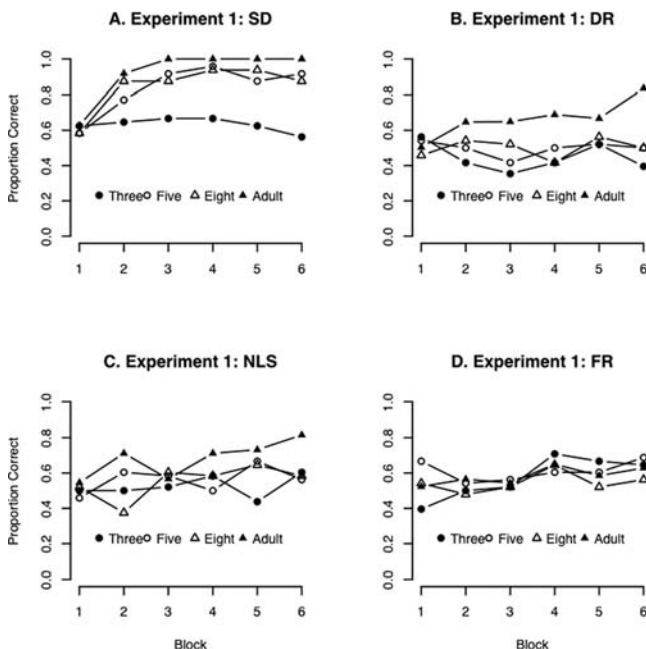 A. Experiment 1: SD
Proportion Correct
0.0 0.2 0.4 0.6 0.8 1.0
● Three ○ Five △ Eight ▲ Adult
1 2 3 4 5 6
B. Experiment 1: DR
0.0 0.2 0.4 0.6 0.8 1.0
● Three ○ Five △ Eight ▲ Adult
1 2 3 4 5 6
C. Experiment 1: NLS
Proportion Correct
0.0 0.2 0.4 0.6 0.8 1.0
● Three ○ Five △ Eight ▲ Adult
1 2 3 4 5 6
Block
D. Experiment 1: FR
0.0 0.2 0.4 0.6 0.8 1.0
● Three ○ Five △ Eight ▲ Adult
1 2 3 4 5 6
Block